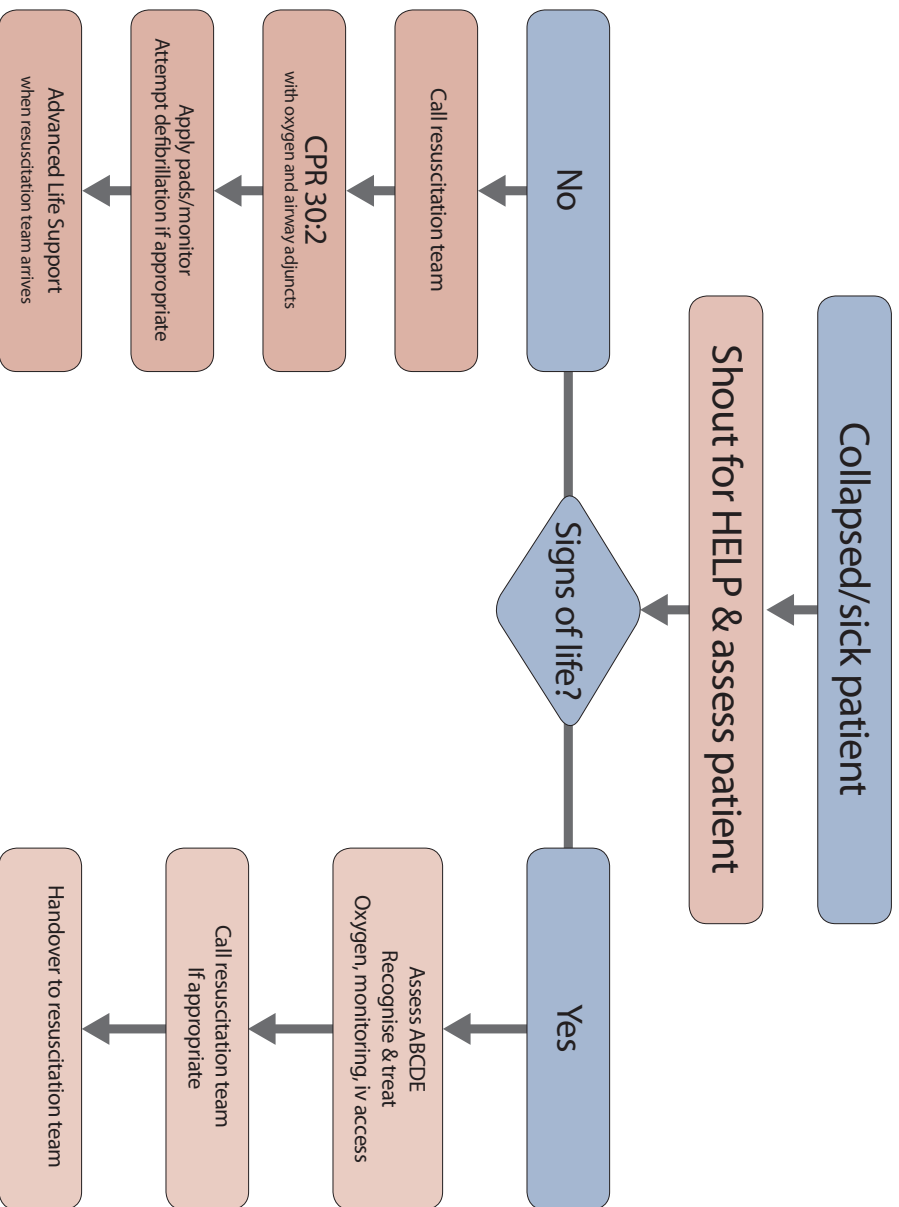 Collapsed/sick patient
Shout for HELP & assess patient
Signs of life?
No
Call resuscitation team
CPR 30:2
with oxygen and airway adjuncts
Apply pads/monitor
Attempt defibrillation if appropriate
Advanced Life Support
when resuscitation team arrives
Yes
Assess ABCDE
Recognise & treat
Oxygen, monitoring, iv access
Call resuscitation team
If appropriate
Handover to resuscitation team